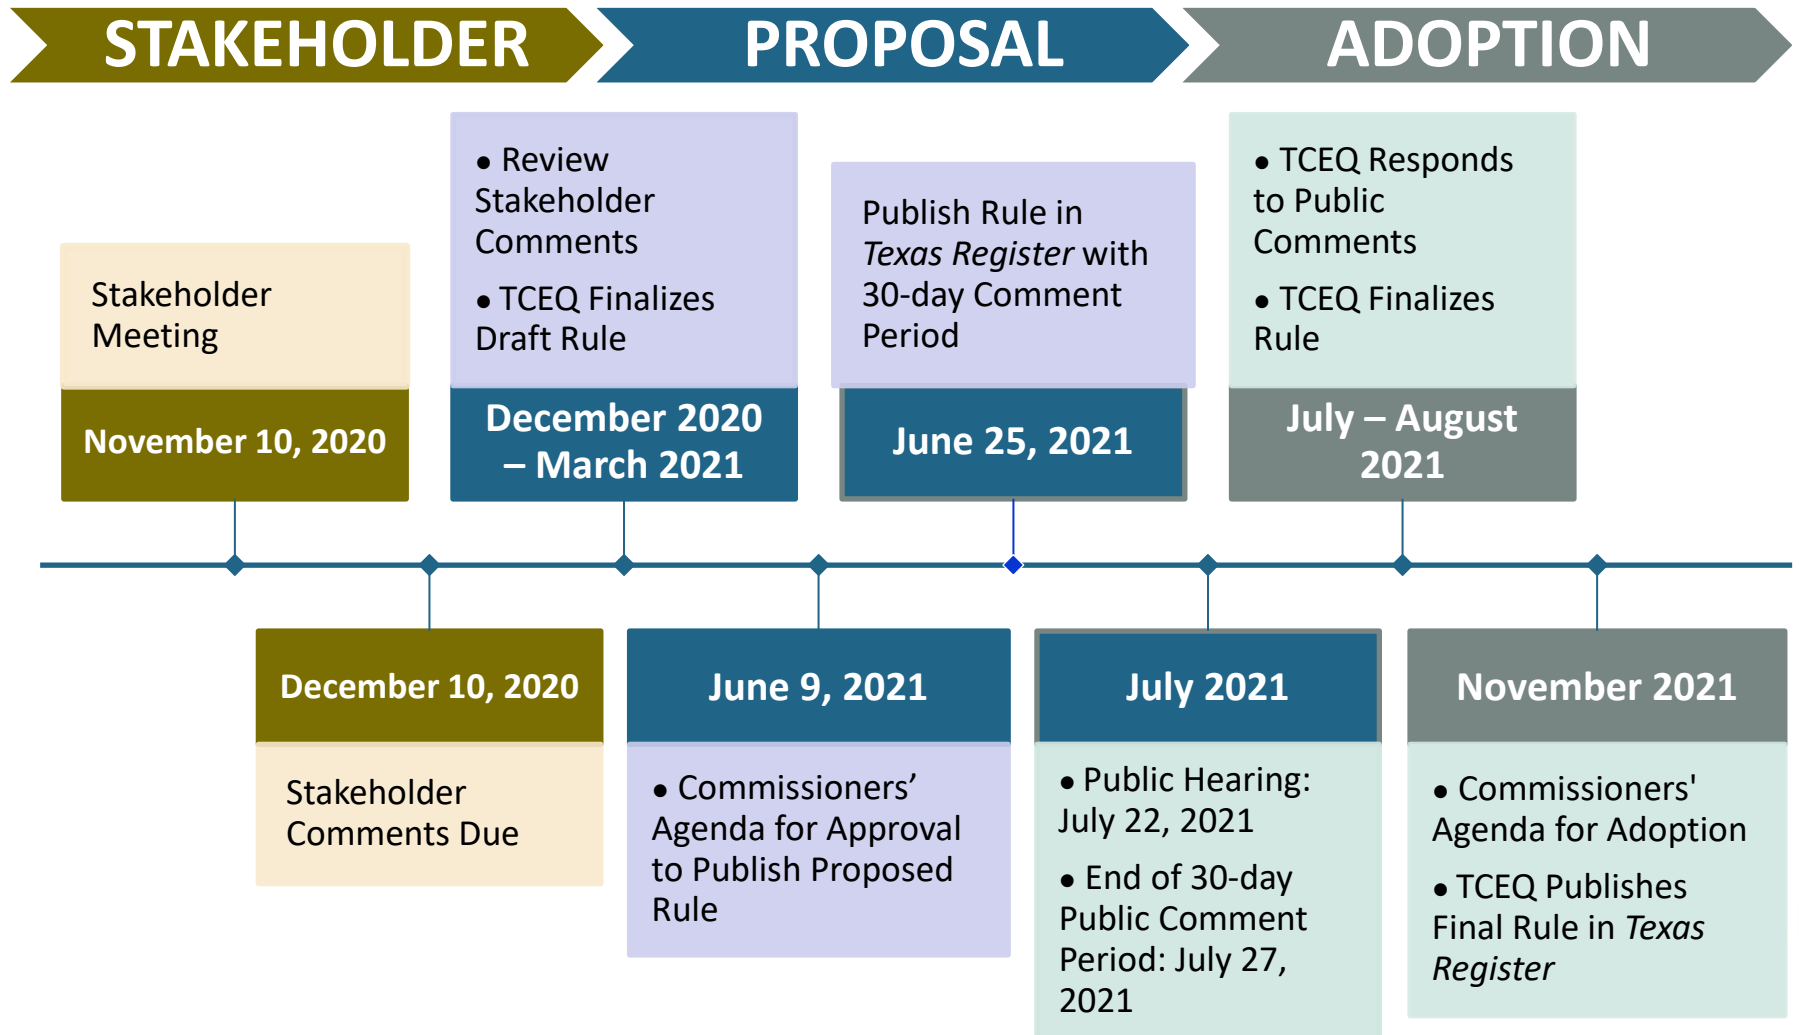 STAKEHOLDER
PROPOSAL
ADOPTION
Stakeholder
Meeting
November 10, 2020
● Review
Stakeholder
Comments
● TCEQ Finalizes
Draft Rule
December 2020
– March 2021
Publish Rule in
Texas Register with
30-day Comment
Period
June 25, 2021
● TCEQ Responds
to Public
Comments
● TCEQ Finalizes
Rule
July – August
2021
December 10, 2020
Stakeholder
Comments Due
June 9, 2021
● Commissioners’
Agenda for Approval
to Publish Proposed
Rule
July 2021
● Public Hearing:
July 22, 2021
● End of 30-day
Public Comment
Period: July 27,
2021
November 2021
● Commissioners'
Agenda for Adoption
● TCEQ Publishes
Final Rule in Texas
Register